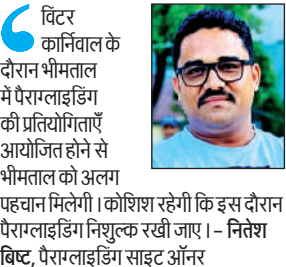 विंटर
कार्निवाल के
दौरान भीमताल
में पैराग्लाइडिंग
की प्रतियोगिताएँ
आयोजित होने से
भीमताल को अलग
पहचान मिलेगी । कोशिश रहेगी कि इस दौरान
पैराग्लाइडिंग निशुल्क रखी जाए । – नितेश
बिष्ट, पैराग्लाइडिंग साइट ऑनर